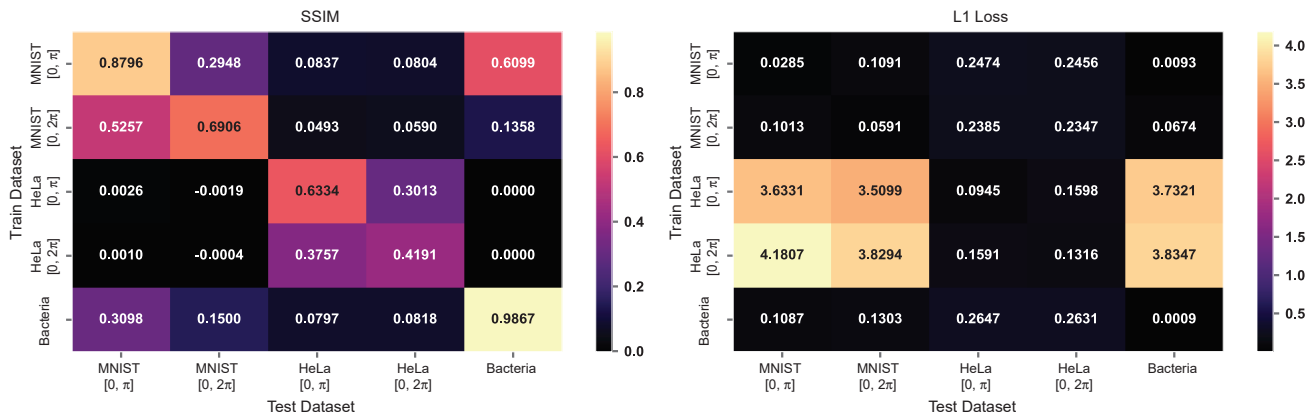 SSIM
Train Dataset
MNIST
[0, π]
0.8796 0.2948 0.0837 0.0804 0.6099
MNIST
[0, 2π]
0.5257 0.6906 0.0493 0.0590 0.1358
HeLa
[0, π]
0.0026 -0.0019 0.6334 0.3013 0.0000
HeLa
[0, 2π]
0.0010 -0.0004 0.3757 0.4191 0.0000
Bacteria
0.3098 0.1500 0.0797 0.0818 0.9867
MNIST
[0, π]
MNIST
[0, 2π]
HeLa
[0, π]
HeLa
[0, 2π]
Bacteria
Test Dataset
0.8
0.6
0.4
0.2
0.0
L1 Loss
Train Dataset
MNIST
[0, π]
0.0285 0.1091 0.2474 0.2456 0.0093
MNIST
[0, 2π]
0.1013 0.0591 0.2385 0.2347 0.0674
HeLa
[0, π]
3.6331 3.5099 0.0945 0.1598 3.7321
HeLa
[0, 2π]
4.1807 3.8294 0.1591 0.1316 3.8347
Bacteria
0.1087 0.1303 0.2647 0.2631 0.0009
MNIST
[0, π]
MNIST
[0, 2π]
HeLa
[0, π]
HeLa
[0, 2π]
Bacteria
Test Dataset
4.0
3.5
3.0
2.5
2.0
1.5
1.0
0.5